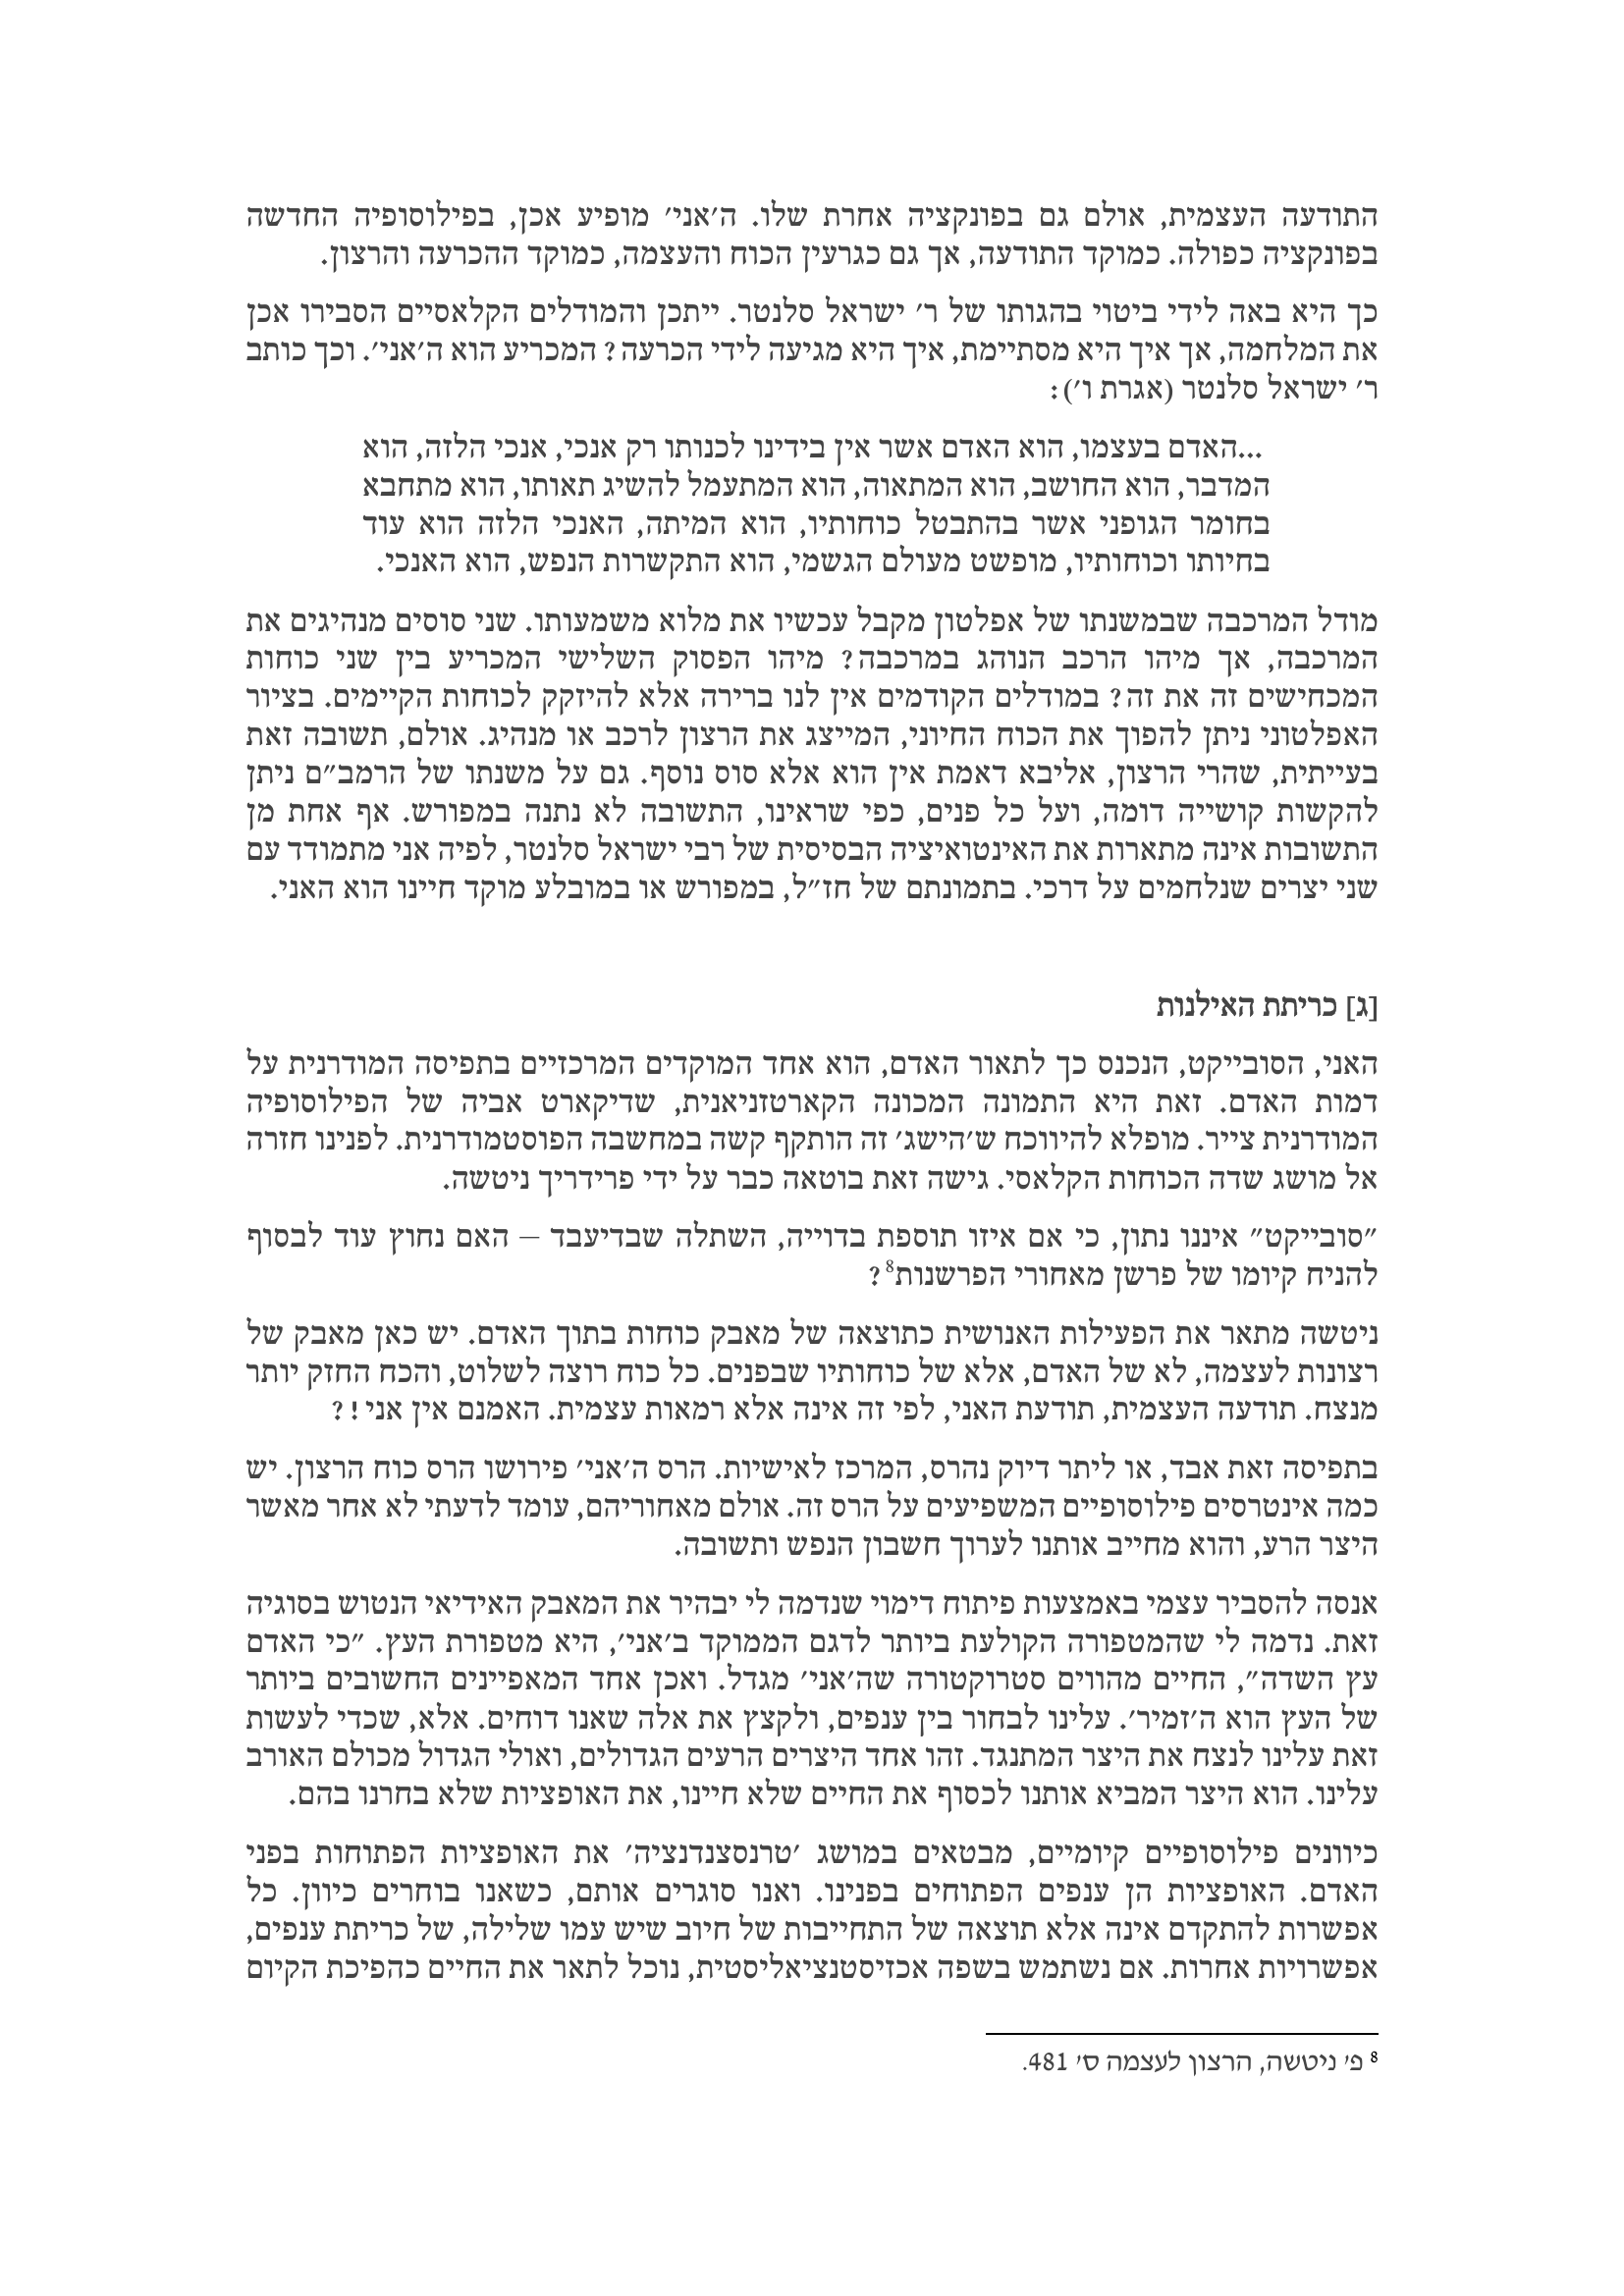 התודעה העצמית, אולם גם בפונקציה אחרת שלו. ה׳אני׳ מופיע אכן, בפילוסופיה החדשה
בפונקציה כפולה. כמוקד התודעה, אך גם כגרעין הכוח והעצמה, כמוקד ההכרעה והרצון.
כך היא באה לידי ביטוי בהגותו של ר׳ ישראל סלנטר. ייתכן והמודלים הקלאסיים הסבירו אכן
את המלחמה, אך איך היא מסתיימת, איך היא מגיעה לידי הכרעה? המכריע הוא ה׳אני׳. וכך כותב
ר׳ ישראל סלנטר (אגרת ו׳):
...האדם בעצמו, הוא האדם אשר אין בידינו לכנותו רק אנכי, אנכי הלזה, הוא
המדבר, הוא החושב, הוא המתאוה, הוא המתעמל להשיג תאותו, הוא מתחבא
בחומר הגופני אשר בהתבטל כוחותיו, הוא המיתה, האנכי הלזה הוא עוד
בחיותו וכוחותיו, מופשט מעולם הגשמי, הוא התקשרות הנפש, הוא האנכי.
מודל המרכבה שבמשנתו של אפלטון מקבל עכשיו את מלוא משמעותו. שני סוסים מנהיגים את
המרכבה, אך מיהו הרכב הנוהג במרכבה? מיהו הפסוק השלישי המכריע בין שני כוחות
המכחישים זה את זה? במודלים הקודמים אין לנו ברירה אלא להיזקק לכוחות הקיימים. בציור
האפלטוני ניתן להפוך את הכוח החיוני, המייצג את הרצון לרכב או מנהיג. אולם, תשובה זאת
בעייתית, שהרי הרצון, אליבא דאמת אין הוא אלא סוס נוסף. גם על משנתו של הרמב״ם ניתן
להקשות קושייה דומה, ועל כל פנים, כפי שראינו, התשובה לא נתנה במפורש. אף אחת מן
התשובות אינה מתארות את האינטואיציה הבסיסית של רבי ישראל סלנטר, לפיה אני מתמודד עם
שני יצרים שנלחמים על דרכי. בתמונתם של חז״ל, במפורש או במובלע מוקד חיינו הוא האני.
[ג] כריתת האילנות
האני, הסובייקט, הנכנס כך לתאור האדם, הוא אחד המוקדים המרכזיים בתפיסה המודרנית על
דמות האדם. זאת היא התמונה המכונה הקארטזניאנית, שדיקארט אביה של הפילוסופיה
המודרנית צייר. מופלא להיווכח ש׳הישג׳ זה הותקף קשה במחשבה הפוסטמודרנית. לפנינו חזרה
אל מושג שדה הכוחות הקלאסי. גישה זאת בוטאה כבר על ידי פרידריך ניטשה.
״סובייקט״ איננו נתון, כי אם איזו תוספת בדוייה, השתלה שבדיעבד – האם נחוץ עוד לבסוף
להניח קיומו של פרשן מאחורי הפרשנות8?
ניטשה מתאר את הפעילות האנושית כתוצאה של מאבק כוחות בתוך האדם. יש כאן מאבק של
רצונות לעצמה, לא של האדם, אלא של כוחותיו שבפנים. כל כוח רוצה לשלוט, והכח החזק יותר
מנצח. תודעה העצמית, תודעת האני, לפי זה אינה אלא רמאות עצמית. האמנם אין אני!?
בתפיסה זאת אבד, או ליתר דיוק נהרס, המרכז לאישיות. הרס ה׳אני׳ פירושו הרס כוח הרצון. יש
כמה אינטרסים פילוסופיים המשפיעים על הרס זה. אולם מאחוריהם, עומד לדעתי לא אחר מאשר
היצר הרע, והוא מחייב אותנו לערוך חשבון הנפש ותשובה.
אנסה להסביר עצמי באמצעות פיתוח דימוי שנדמה לי יבהיר את המאבק האידיאי הנטוש בסוגיה
זאת. נדמה לי שהמטפורה הקולעת ביותר לדגם הממוקד ב׳אני׳, היא מטפורת העץ. ״כי האדם
עץ השדה״, החיים מהווים סטרוקטורה שה׳אני׳ מגדל. ואכן אחד המאפיינים החשובים ביותר
של העץ הוא ה׳זמיר׳. עלינו לבחור בין ענפים, ולקצץ את אלה שאנו דוחים. אלא, שכדי לעשות
זאת עלינו לנצח את היצר המתנגד. זהו אחד היצרים הרעים הגדולים, ואולי הגדול מכולם האורב
עלינו. הוא היצר המביא אותנו לכסוף את החיים שלא חיינו, את האופציות שלא בחרנו בהם.
כיוונים פילוסופיים קיומיים, מבטאים במושג ׳טרנסצנדנציה׳ את האופציות הפתוחות בפני
האדם. האופציות הן ענפים הפתוחים בפנינו. ואנו סוגרים אותם, כשאנו בוחרים כיוון. כל
אפשרות להתקדם אינה אלא תוצאה של התחייבות של חיוב שיש עמו שלילה, של כריתת ענפים,
אפשרויות אחרות. אם נשתמש בשפה אכזיסטנציאליסטית, נוכל לתאר את החיים כהפיכת הקיום
8 פ׳ ניטשה, הרצון לעצמה ס׳ 481.